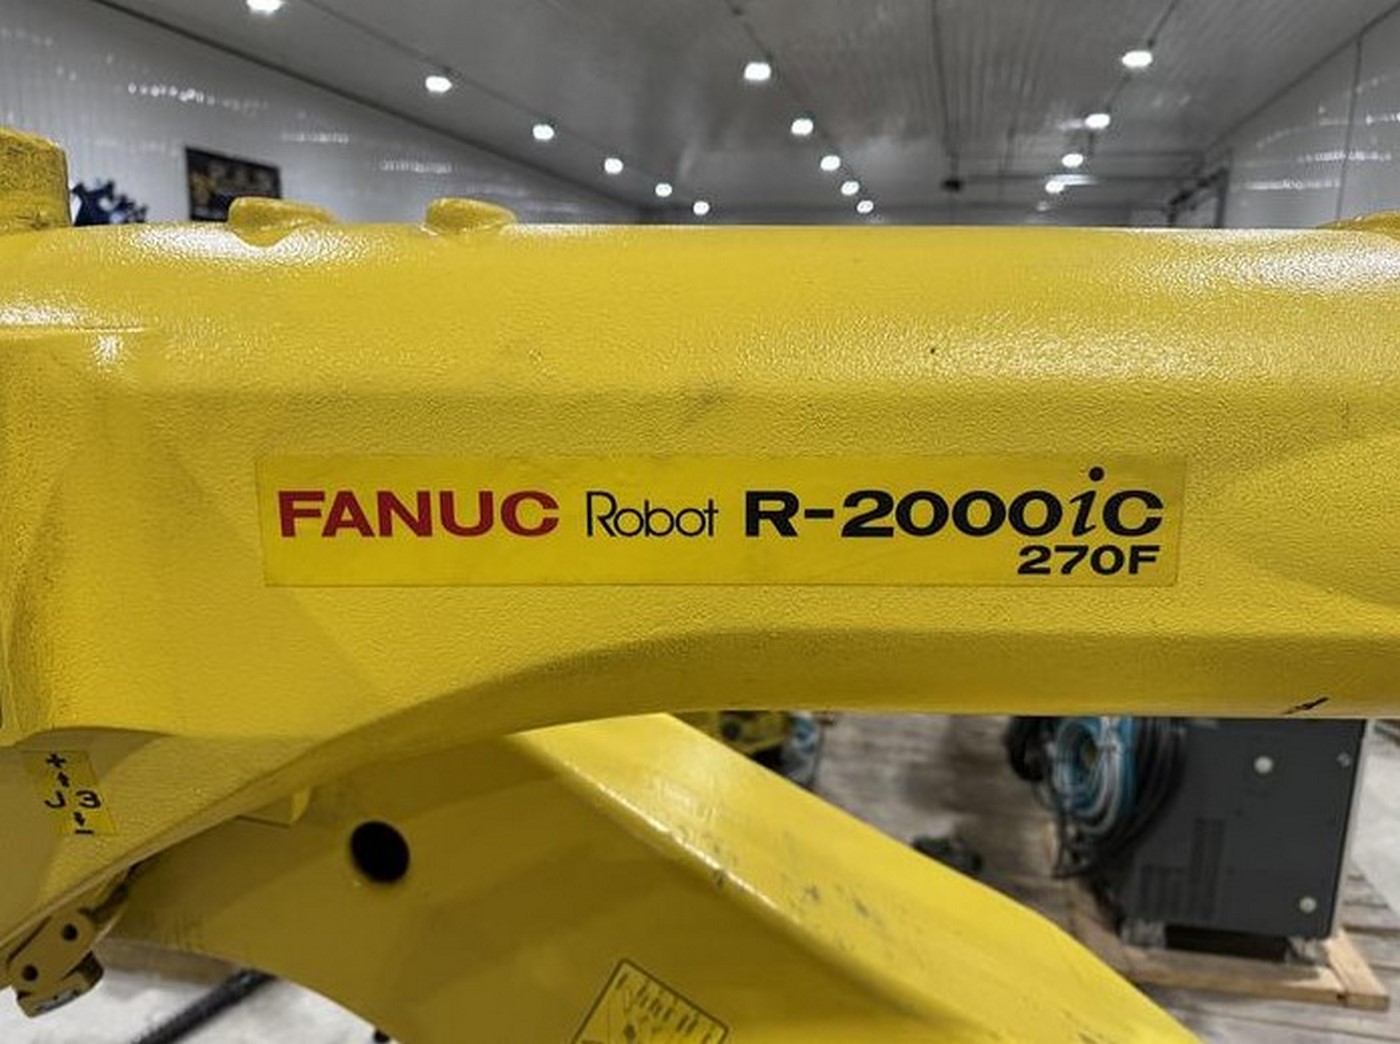 FANUC Robot R-2000iC
270F
+
J3
-